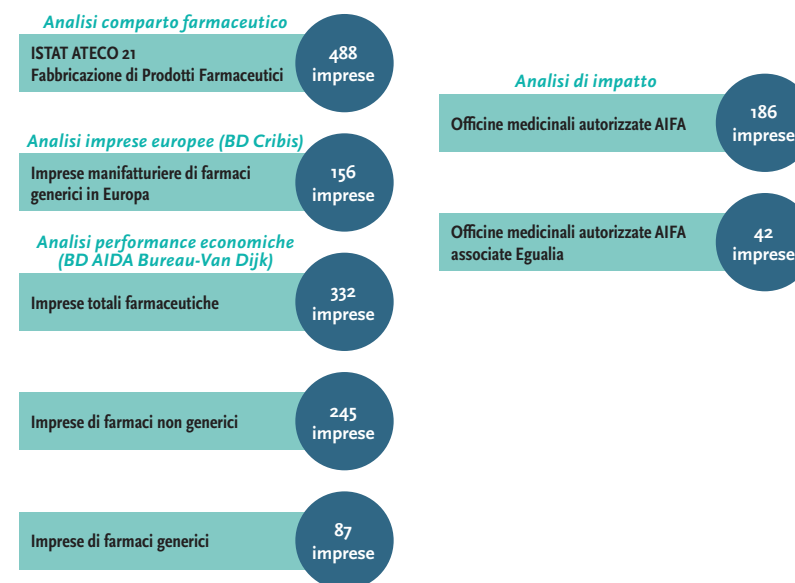 Analisi comparto farmaceutico
ISTAT ATECO 21
Fabbricazione di Prodotti Farmaceutici
488
imprese
Analisi imprese europee (BD Cribis)
Imprese manifatturiere di farmaci
generici in Europa
156
imprese
Analisi performance economiche
(BD AIDA Bureau-Van Dijk)
Imprese totali farmaceutiche
332
imprese
Imprese di farmaci non generici
245
imprese
Imprese di farmaci generici
87
imprese
Analisi di impatto
Officine medicinali autorizzate AIFA
186
imprese
Officine medicinali autorizzate AIFA
associate Egualia
42
imprese